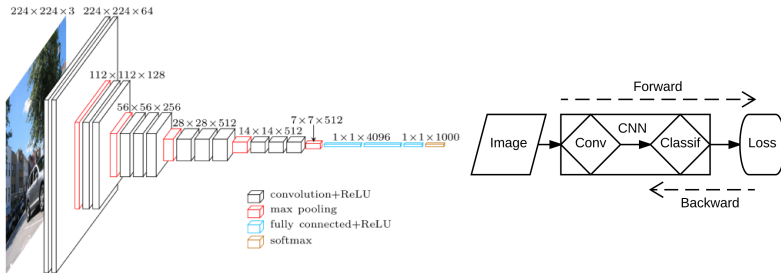 224×224×3
224×224×64
112×112×128
56×56×256
28×28×512
14×14×512
7×7×512
1×1×4096
1×1×1000
convolution+ReLU
max pooling
fully connected+ReLU
softmax
Forward
Image
Conv
CNN
Classif
Loss
Backward